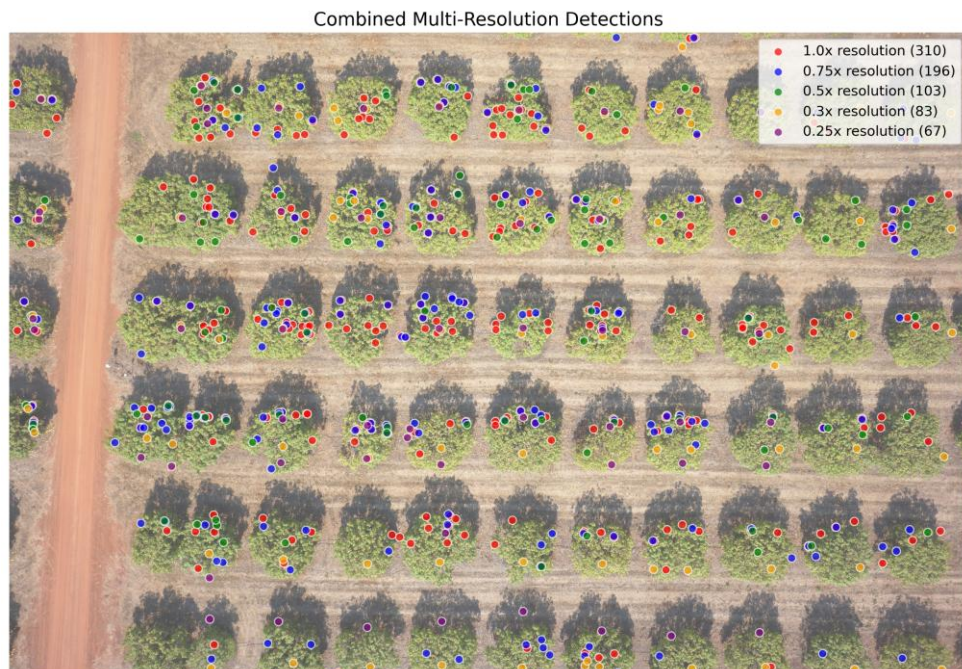 Combined Multi-Resolution Detections
1.0x resolution (310)
0.75x resolution (196)
0.5x resolution (103)
0.3x resolution (83)
0.25x resolution (67)